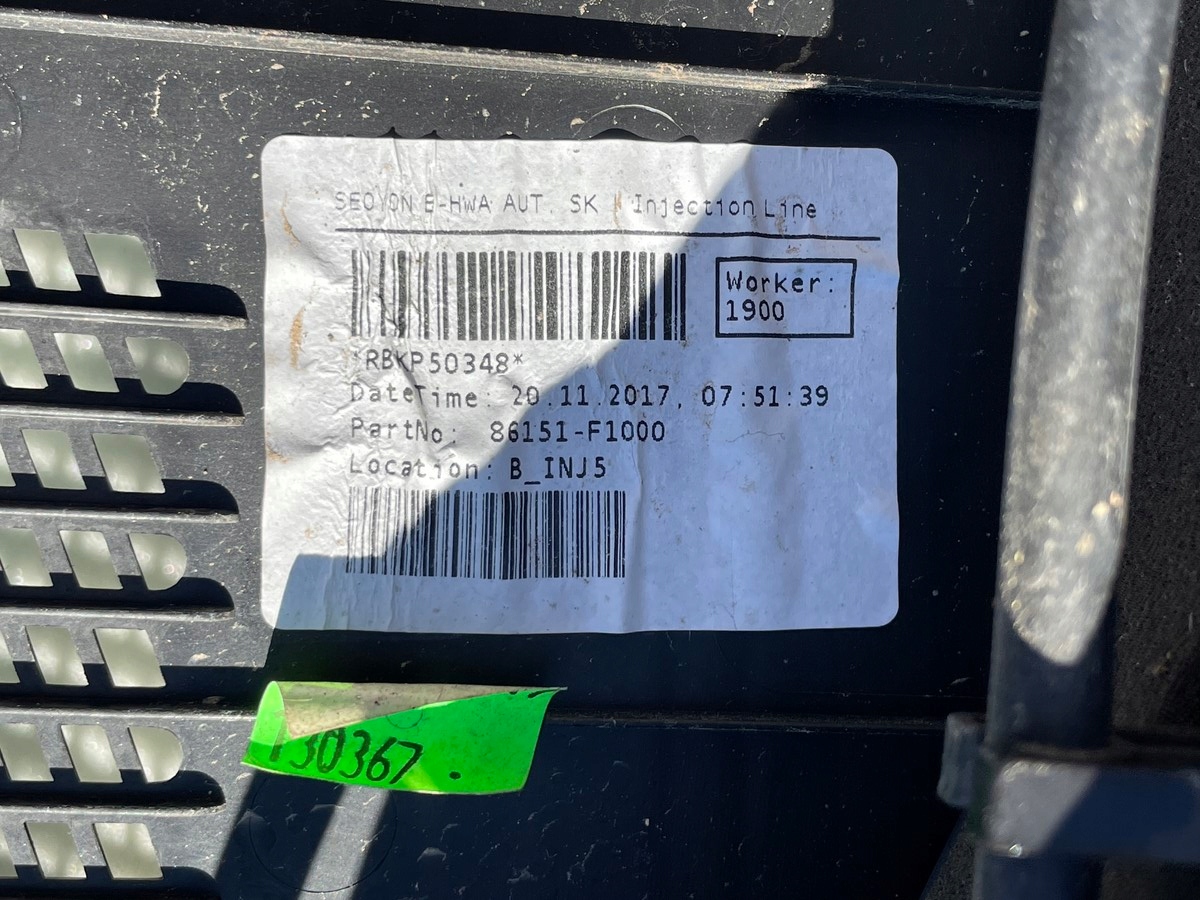 SEOYON E-HWA AUT. SK | Injection Line
Worker:
1900
*RBKP50348*
DateTime: 20.11.2017, 07:51:39
PartNo: 86151-F1000
Location: B_INJ5
130367.